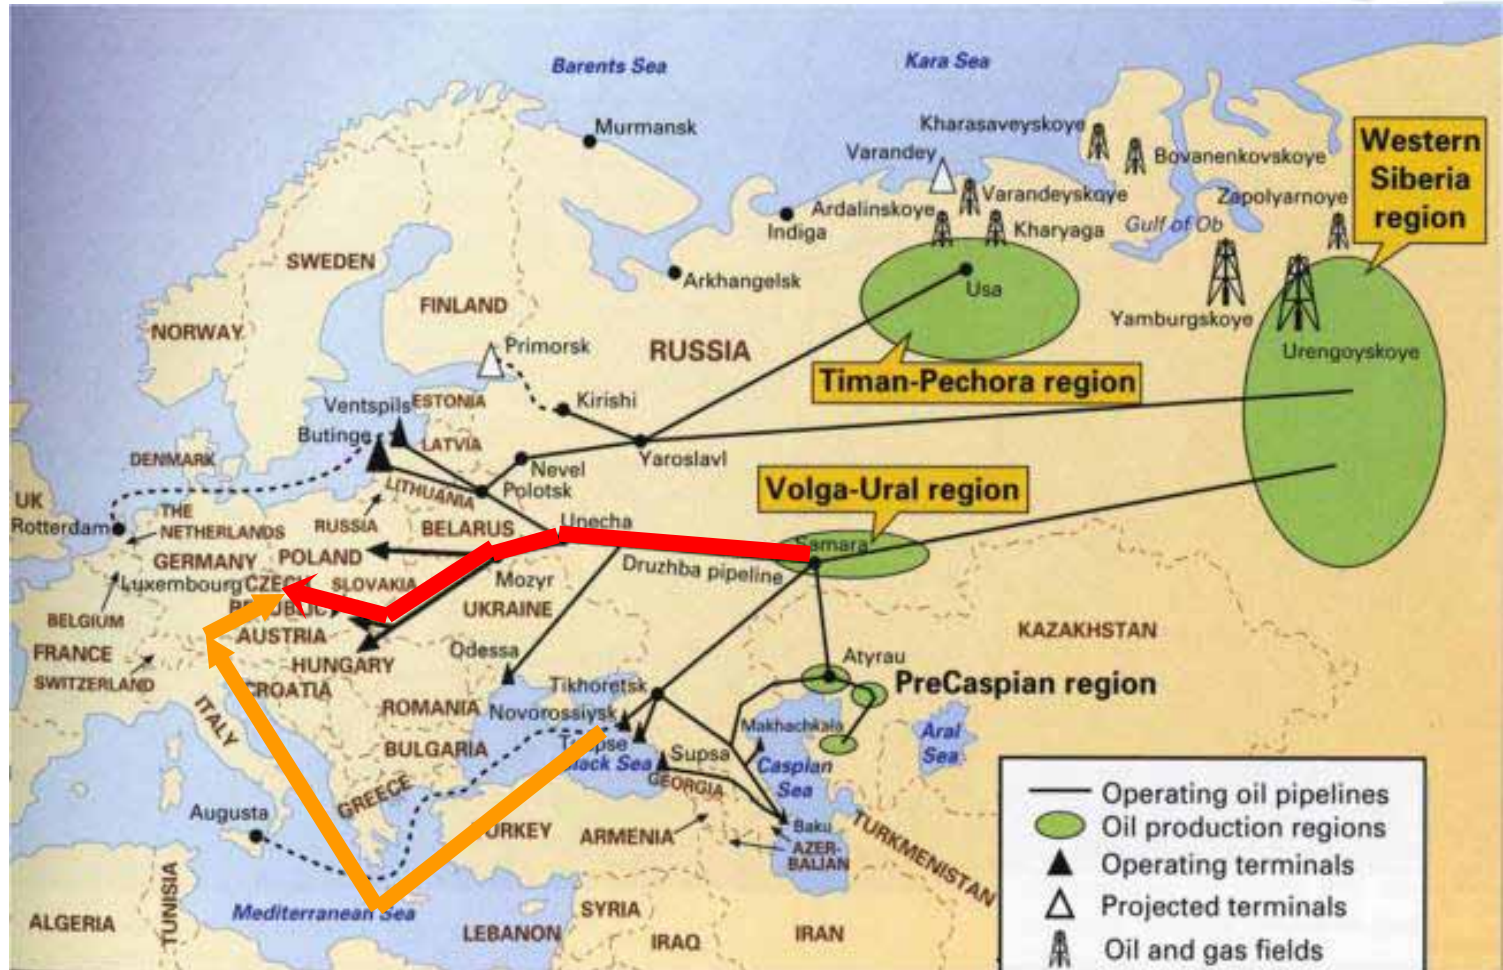 Barents Sea
Kara Sea
Murmansk
Kharasaveyskoye
Bovanenkovskoye
Western
Siberia
region
Varandey
Varandeyskoye
Zapolyarnoye
Ardalinskoye
Kharyaga
Gulf of Ob
Indiga
Arkhangelsk
Usa
Yamburgskoye
Urengoyskoye
SWEDEN
FINLAND
NORWAY
RUSSIA
Primorsk
Timan-Pechora region
Kirishi
Ventspils
ESTONIA
Butinge
LATVIA
Yaroslavl
DENMARK
Nevel
Polotsk
LITHUANIA
Volga-Ural region
UK
Rotterdam
THE
NETHERLANDS
RUSSIA
BELARUS
Unecha
Samara
GERMANY
POLAND
Druzhba pipeline
Luxembourg
CZECH
REPUBLIC
SLOVAKIA
Mozyr
BELGIUM
UKRAINE
AUSTRIA
KAZAKHSTAN
FRANCE
SWITZERLAND
HUNGARY
Odessa
Atyrau
CROATIA
PreCaspian region
ITALY
ROMANIA
Tikhoretsk
Novorossiysk
Makhachkala
Aral
Sea
BULGARIA
Supsa
Caspian
Sea
GEORGIA
GREECE
Augusta
TURKEY
ARMENIA
Baku
AZER-
BAIJAN
TURKMENISTAN
ALGERIA
TUNISIA
Mediterranean Sea
LEBANON
SYRIA
IRAQ
IRAN
Operating oil pipelines
Oil production regions
Operating terminals
Projected terminals
Oil and gas fields